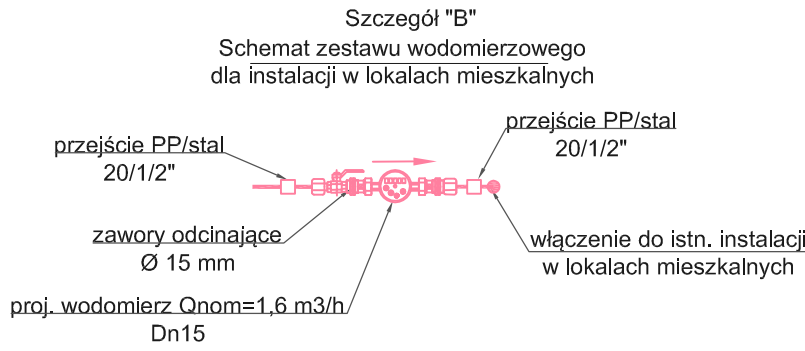 Szczegół "B"
Schemat zestawu wodomierzowego
dla instalacji w lokalach mieszkalnych
przejście PP/stal
20/1/2"
przejście PP/stal
20/1/2"
zawory odcinające
Ø 15 mm
włączenie do istn. instalacji
w lokalach mieszkalnych
proj. wodomierz Qnom=1,6 m3/h
Dn15